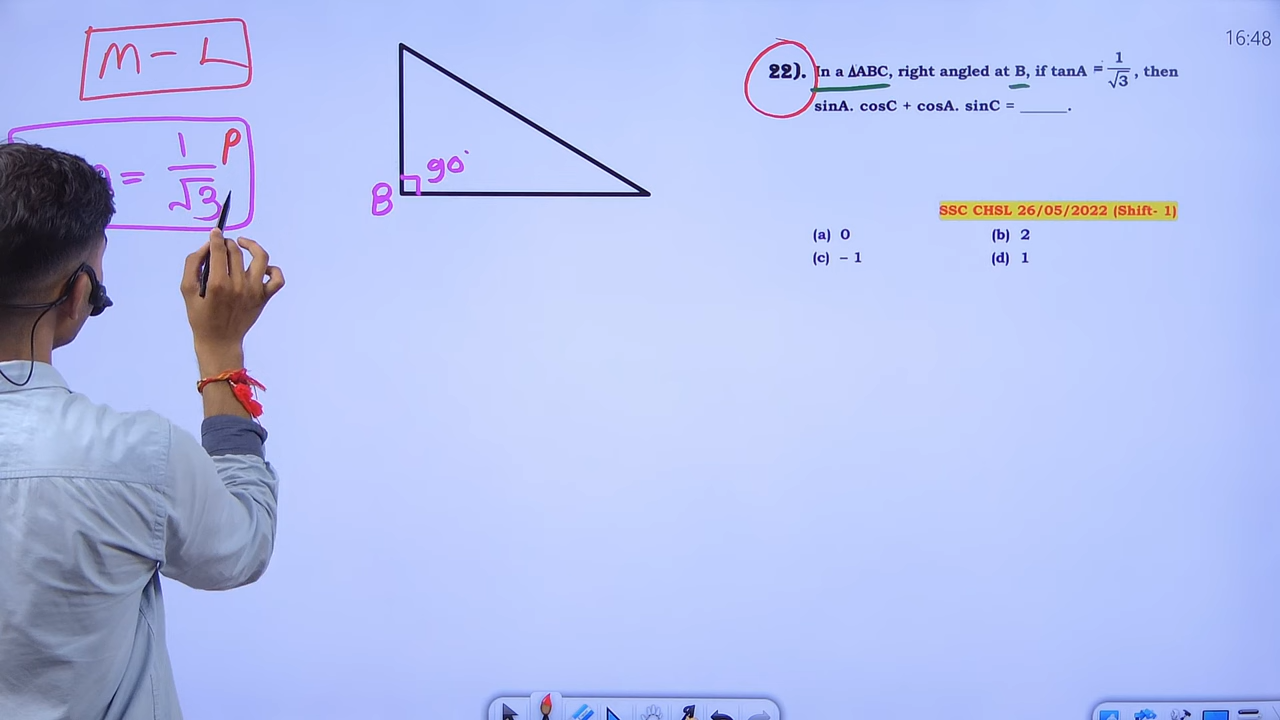 M - L
= 1/√3 P
B
90°
16:48
22). In a ΔABC, right angled at B, if tanA = 1/√3, then
sinA. cosC + cosA. sinC = _____.
SSC CHSL 26/05/2022 (Shift- 1)
(a) 0
(b) 2
(c) – 1
(d) 1